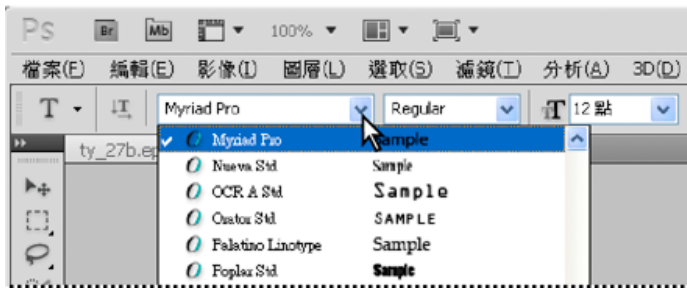 Ps Br Mb 100%
檔案(F) 編輯(E) 影像(I) 圖層(L) 選取(S) 濾鏡(T) 分析(A) 3D(D)
T Myriad Pro Regular 12 點
ty_27b.ep
Myriad Pro Sample
Nueva Std Sample
OCR A Std Sample
Orator Std SAMPLE
Palatino Linotype Sample
Poplar Std Sample